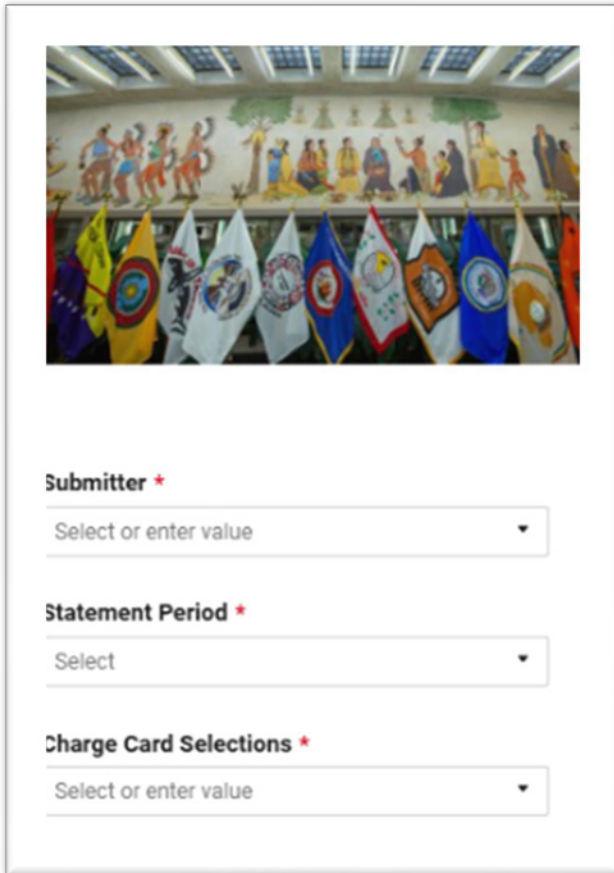 Submitter *
Select or enter value
Statement Period *
Select
Charge Card Selections *
Select or enter value